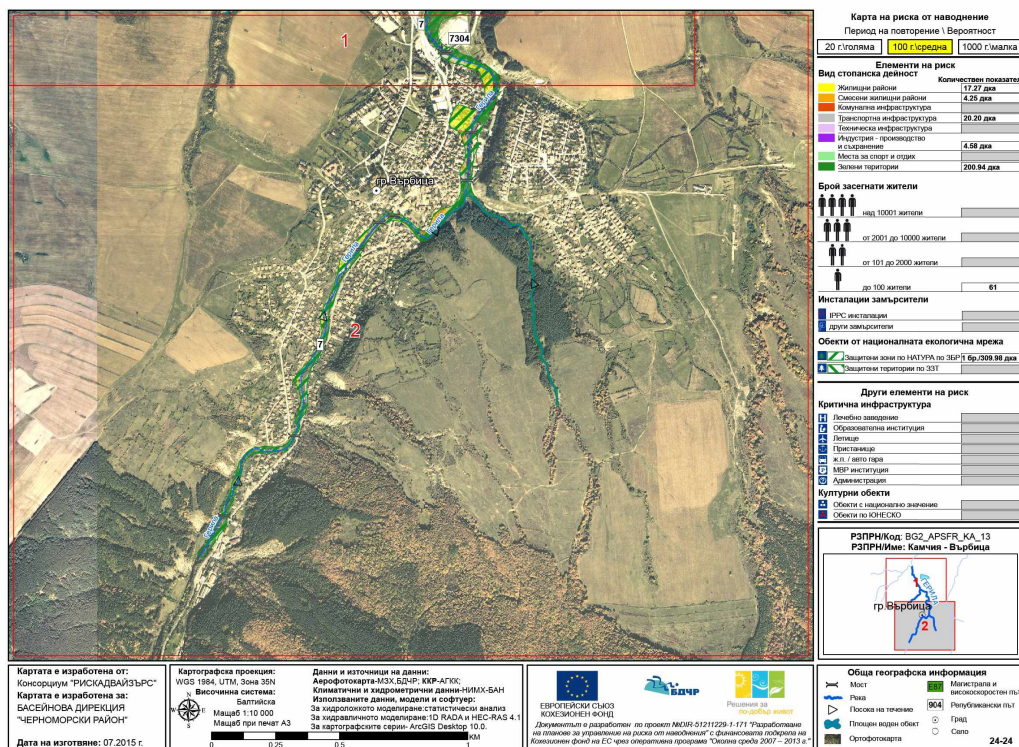 1
7
7304
Герила
гр.Върбица
Герила
Герила
2
7
Герила
Карта на риска от наводнение
Период на повторение \ Вероятност
20 г.\голяма
100 г.\средна
1000 г.\малка
Елементи на риск
Вид стопанска дейност
Количествен показател
Жилищни райони 17.27 дка
Смесени жилищни райони 4.25 дка
Комунална инфраструктура
Транспортна инфраструктура 20.20 дка
Техническа инфраструктура
Индустрия - производство
и съхранение 4.58 дка
Места за спорт и отдих
Зелени територии 200.94 дка
Брой засегнати жители
над 10001 жители
от 2001 до 10000 жители
от 101 до 2000 жители
до 100 жители 61
Инсталации замърсители
IPPC инсталации
други замърсители
Обекти от националната екологична мрежа
Защитени зони по НАТУРА по ЗБР 1 бр./309.98 дка
Защитени територии по ЗЗТ
Други елементи на риск
Критична инфраструктура
Лечебно заведение
Образователна институция
Летище
Пристанище
ж.п. / авто гара
МВР институция
Администрация
Културни обекти
Обекти с национално значение
Обекти по ЮНЕСКО
РЗПРН/Код: BG2_APSFR_KA_13
РЗПРН/Име: Камчия - Върбица
1
ГЕРИЛА
гр.Върбица
2
Картата е изработена от:
Консорциум "РИСКАДВАЙЗЪРС"
Картата е изработена за:
БАСЕЙНОВА ДИРЕКЦИЯ
"ЧЕРНОМОРСКИ РАЙОН"
Дата на изготвяне: 07.2015 г.
Картографска проекция:
WGS 1984, UTM, Зона 35N
Височинна система:
Балтийска
Мащаб 1:10 000
Мащаб при печат А3
N
W E
S
Данни и източници на данни:
Аерофотокарта-МЗХ,БДЧР; ККР-АГКК;
Климатични и хидрометрични данни-НИМХ-БАН
Използвани данни, модели и софтуер:
За хидроложкото моделиране:статистически анализ
За хидравличното моделиране:1D RADA и HEC-RAS 4.1
За картографските серии- ArcGIS Desktop 10.0.
0 0.25 0.5 1
КМ
ЕВРОПЕЙСКИ СЪЮЗ
КОХЕЗИОНЕН ФОНД
БДЧР
Решения за
по-добър живот
Документът е разработен по проект №DIR-51211229-1-171 "Разработване
на планове за управление на риска от наводнения" с финансовата подкрепа на
Кохезионен фонд на ЕС чрез оперативна програма "Околна среда 2007 – 2013 г."
Обща географска информация
Мост
Река
Посока на течение
Площен воден обект
Ортофотокарта
E87 Магистрала и
високоскоростен път
904 Републикански път
Град
Село
24-24